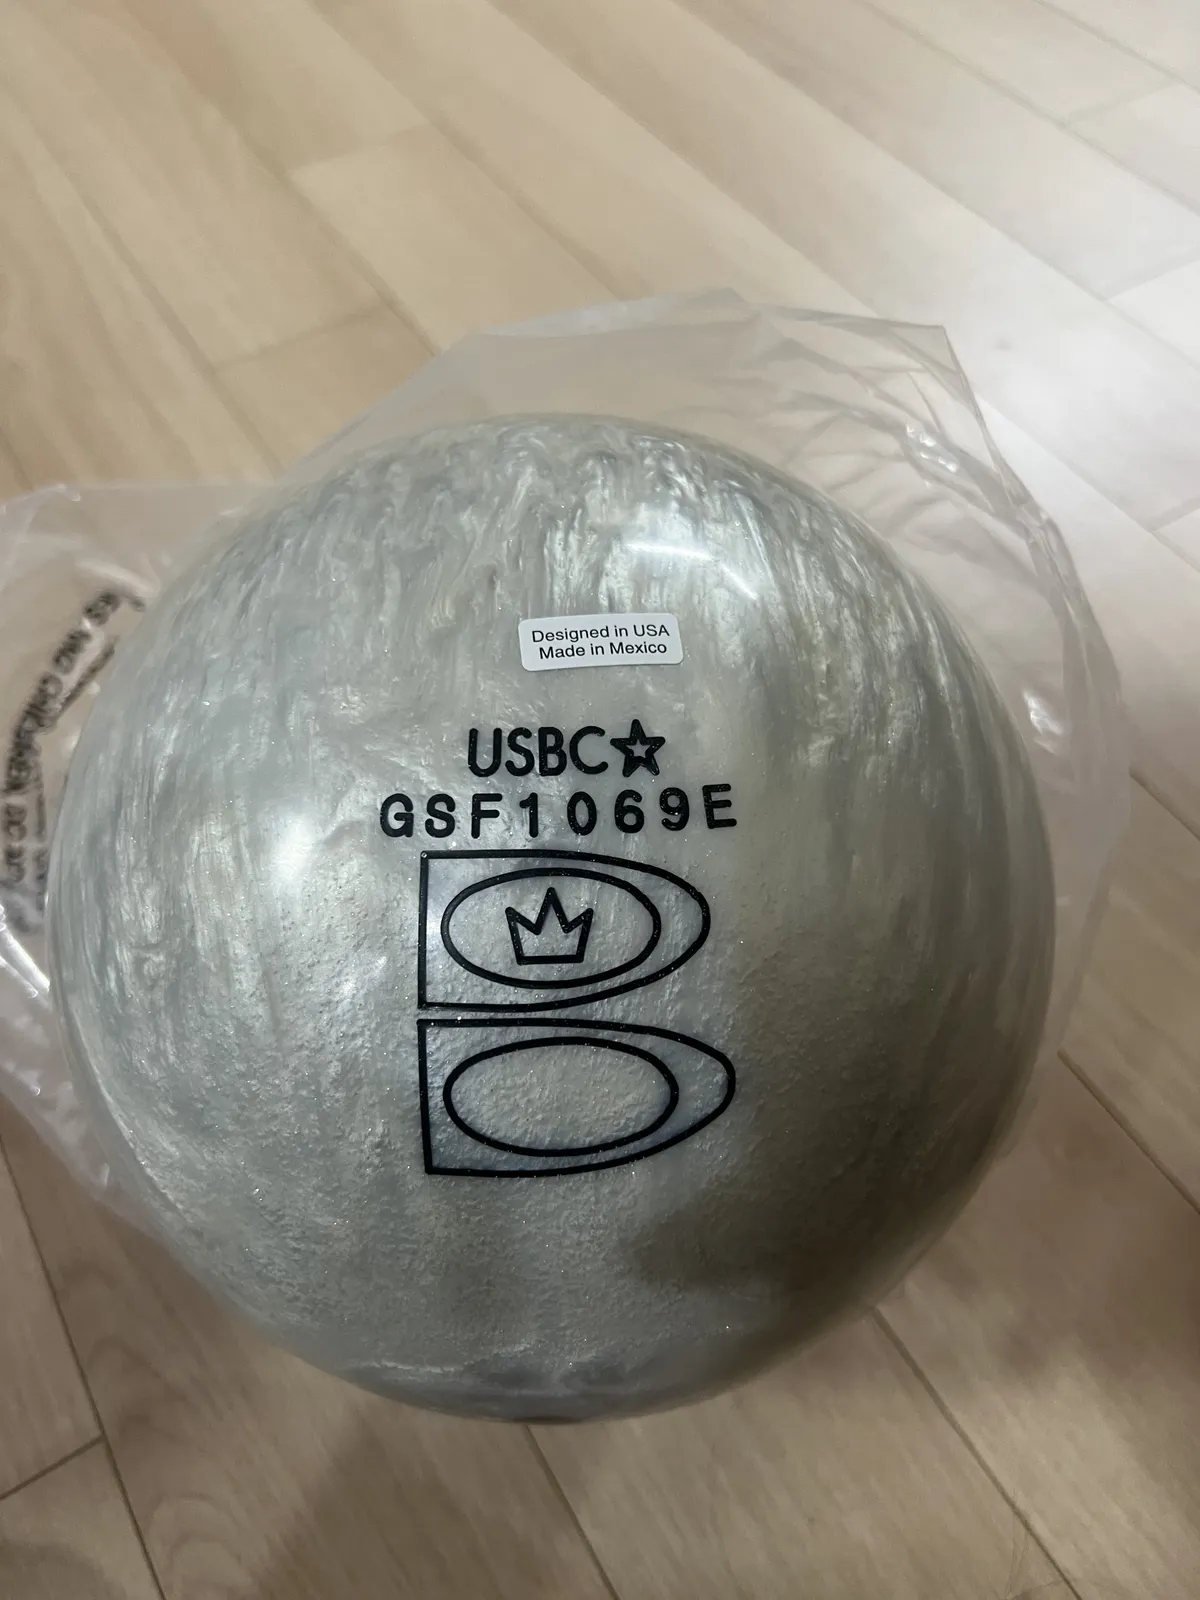 Designed in USA
Made in Mexico
USBC
GSF1069E